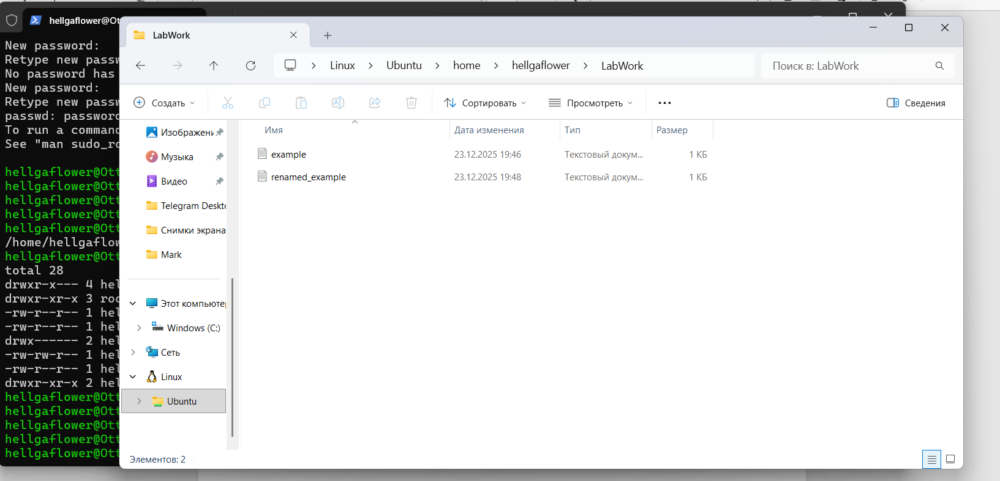 hellgaflower@Ot
New password:
Retype new passw
No password has
New password:
Retype new passw
passwd: password
To run a command
See "man sudo_ro
hellgaflower@Ott
hellgaflower@Ott
hellgaflower@Ott
hellgaflower@Ott
hellgaflower@Ott
/home/hellgaflow
hellgaflower@Ott
total 28
drwxr-x--- 4 hel
drwxr-xr-x 3 roo
-rw-r--r-- 1 hel
-rw-r--r-- 1 hel
drwx------ 2 hel
-rw-rw-r-- 1 hel
-rw-r--r-- 1 hel
drwxr-xr-x 2 hel
hellgaflower@Ott
hellgaflower@Ott
hellgaflower@Ott
hellgaflower@Ott
hellgaflower@Ott
LabWork
Linux > Ubuntu > home > hellgaflower > LabWork
Поиск в: LabWork
Создать Сортировать Просмотреть ... Сведения
Изображени
Музыка
Видео
Telegram Deskto
Снимки экрана
Mark
Этот компьютер
Windows (C:)
Сеть
Linux
Ubuntu
Имя Дата изменения Тип Размер
example 23.12.2025 19:46 Текстовый докум... 1 КБ
renamed_example 23.12.2025 19:48 Текстовый докум... 1 КБ
Элементов: 2